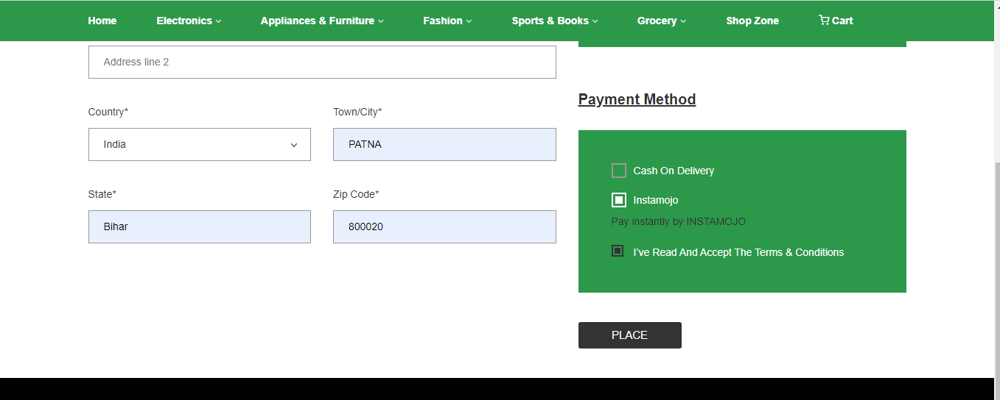 Home Electronics Appliances & Furniture Fashion Sports & Books Grocery Shop Zone Cart
Address line 2
Country* Town/City*
India PATNA
State* Zip Code*
Bihar 800020
Payment Method
Cash On Delivery
Instamojo
Pay instantly by INSTAMOJO
I've Read And Accept The Terms & Conditions
PLACE